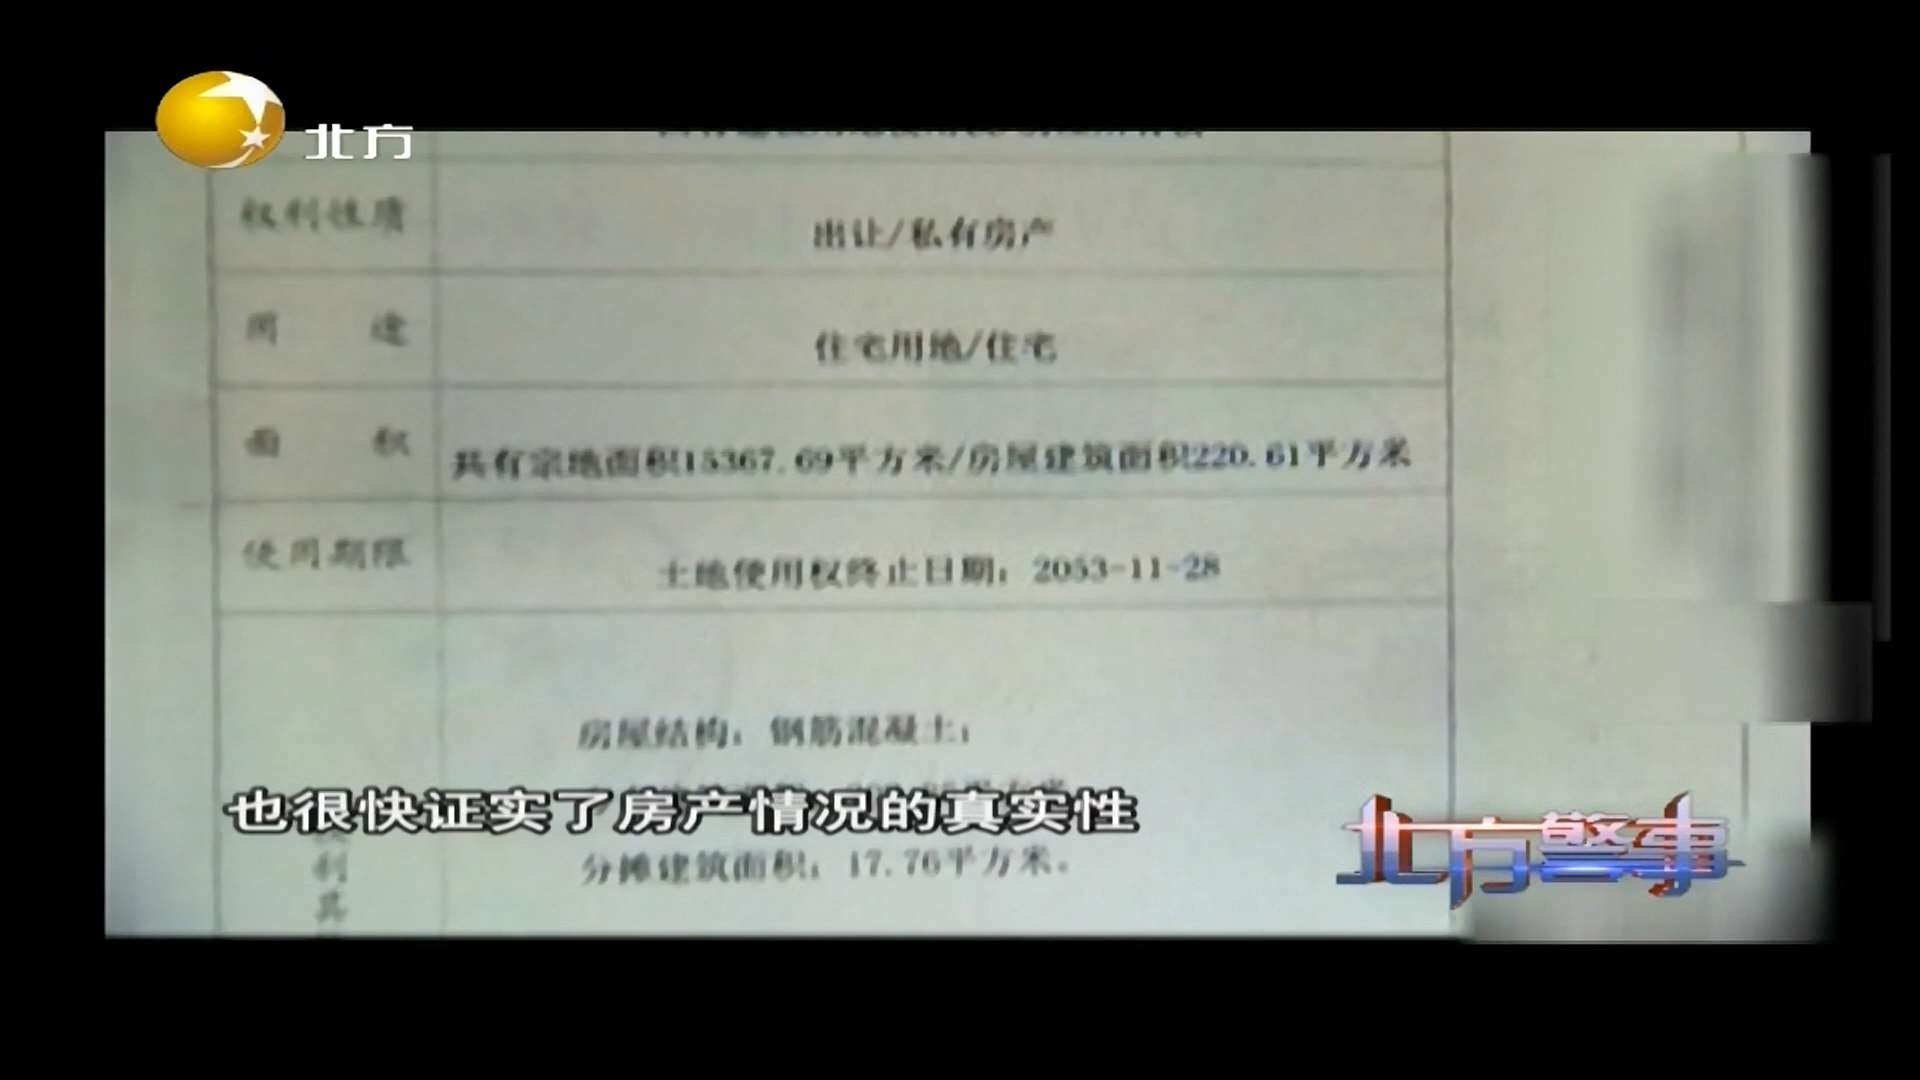 北方
权利性质
出让/私有房产
用 途
住宅用地/住宅
面 积
共有宗地面积15367.69平方米/房屋建筑面积220.61平方米
使用期限
土地使用权终止日期：2053-11-28
房屋结构：钢筋混凝土；
也很快证实了房产情况的真实性
分摊建筑面积：17.76平方米。
利
其
北方警事